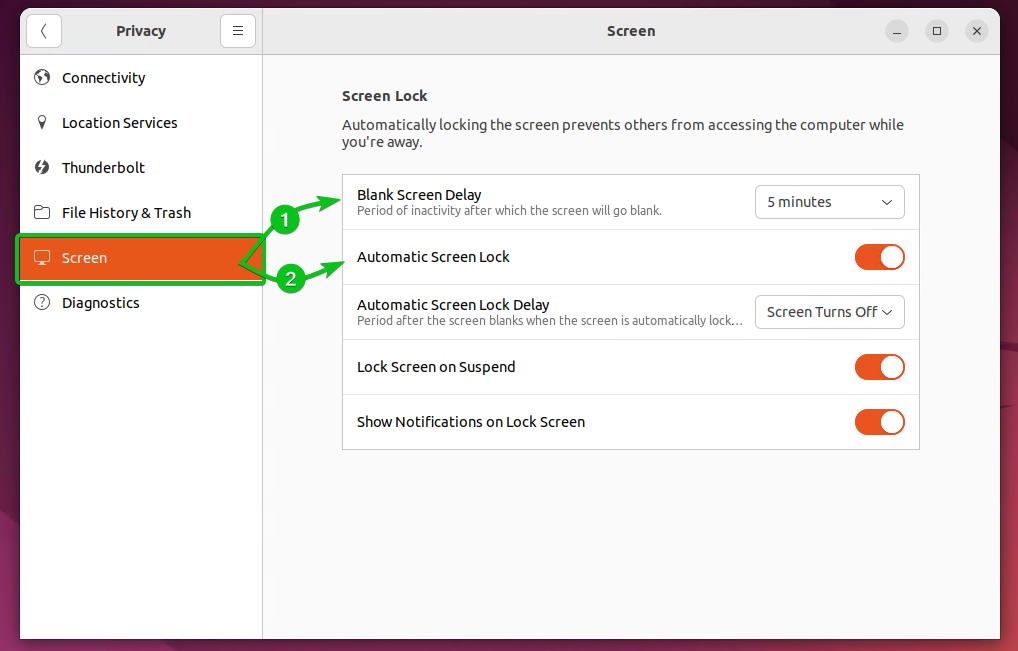 Privacy
Screen
Connectivity
Location Services
Thunderbolt
File History & Trash
Screen
Diagnostics
1
2
Screen Lock
Automatically locking the screen prevents others from accessing the computer while
you're away.
Blank Screen Delay
Period of inactivity after which the screen will go blank.
5 minutes
Automatic Screen Lock
Automatic Screen Lock Delay
Period after the screen blanks when the screen is automatically lock…
Screen Turns Off
Lock Screen on Suspend
Show Notifications on Lock Screen